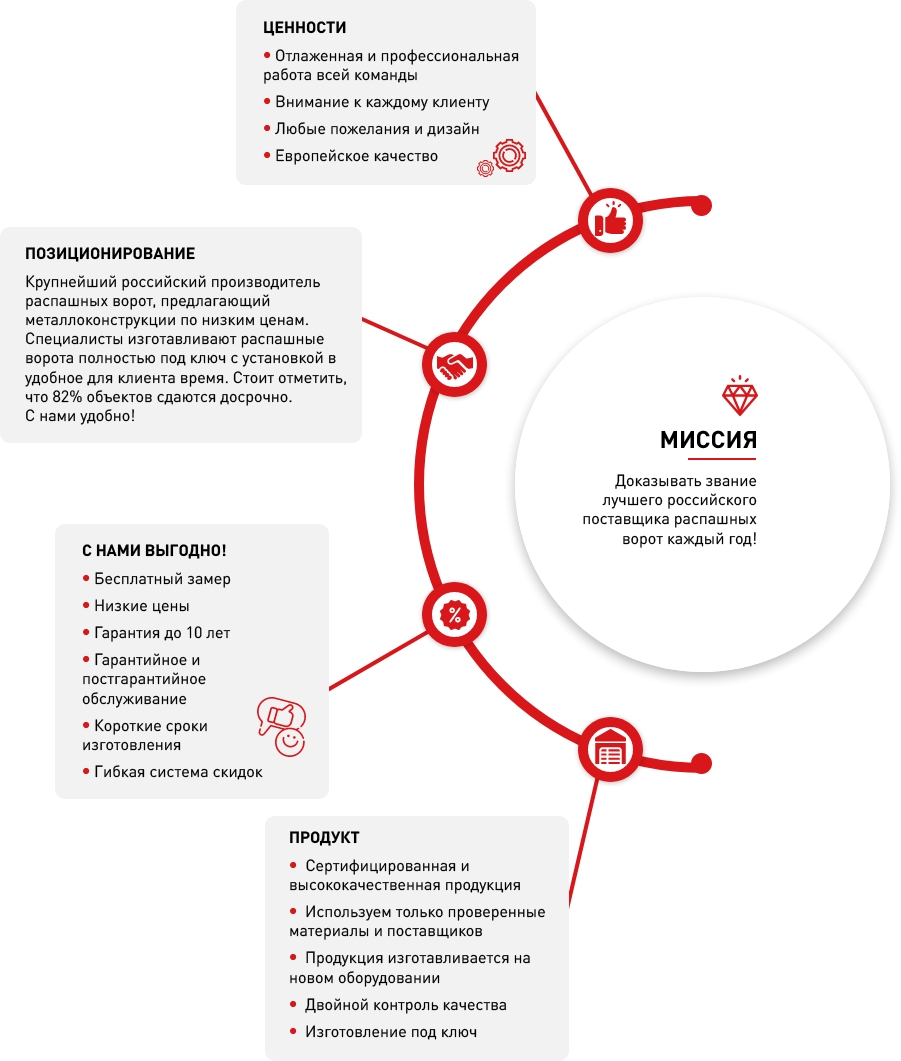 ЦЕННОСТИ
• Отлаженная и профессиональная
работа всей команды
• Внимание к каждому клиенту
• Любые пожелания и дизайн
• Европейское качество
ПОЗИЦИОНИРОВАНИЕ
Крупнейший российский производитель
распашных ворот, предлагающий
металлоконструкции по низким ценам.
Специалисты изготавливают распашные
ворота полностью под ключ с установкой в
удобное для клиента время. Стоит отметить,
что 82% объектов сдаются досрочно.
С нами удобно!
МИССИЯ
Доказывать звание
лучшего российского
поставщика распашных
ворот каждый год!
С НАМИ ВЫГОДНО!
• Бесплатный замер
• Низкие цены
• Гарантия до 10 лет
• Гарантийное и
постгарантийное
обслуживание
• Короткие сроки
изготовления
• Гибкая система скидок
%
ПРОДУКТ
• Сертифицированная и
высококачественная продукция
• Используем только проверенные
материалы и поставщиков
• Продукция изготавливается на
новом оборудовании
• Двойной контроль качества
• Изготовление под ключ